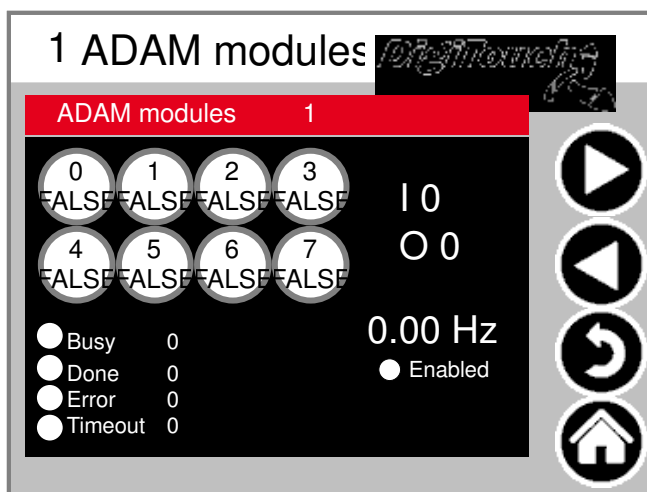 1 ADAM modules
DigiTouch
ADAM modules 1
0 1 2 3
FALSE FALSE FALSE FALSE
I 0
4 5 6 7
FALSE FALSE FALSE FALSE
O 0
Busy 0
Done 0
Error 0
Timeout 0
0.00 Hz
Enabled